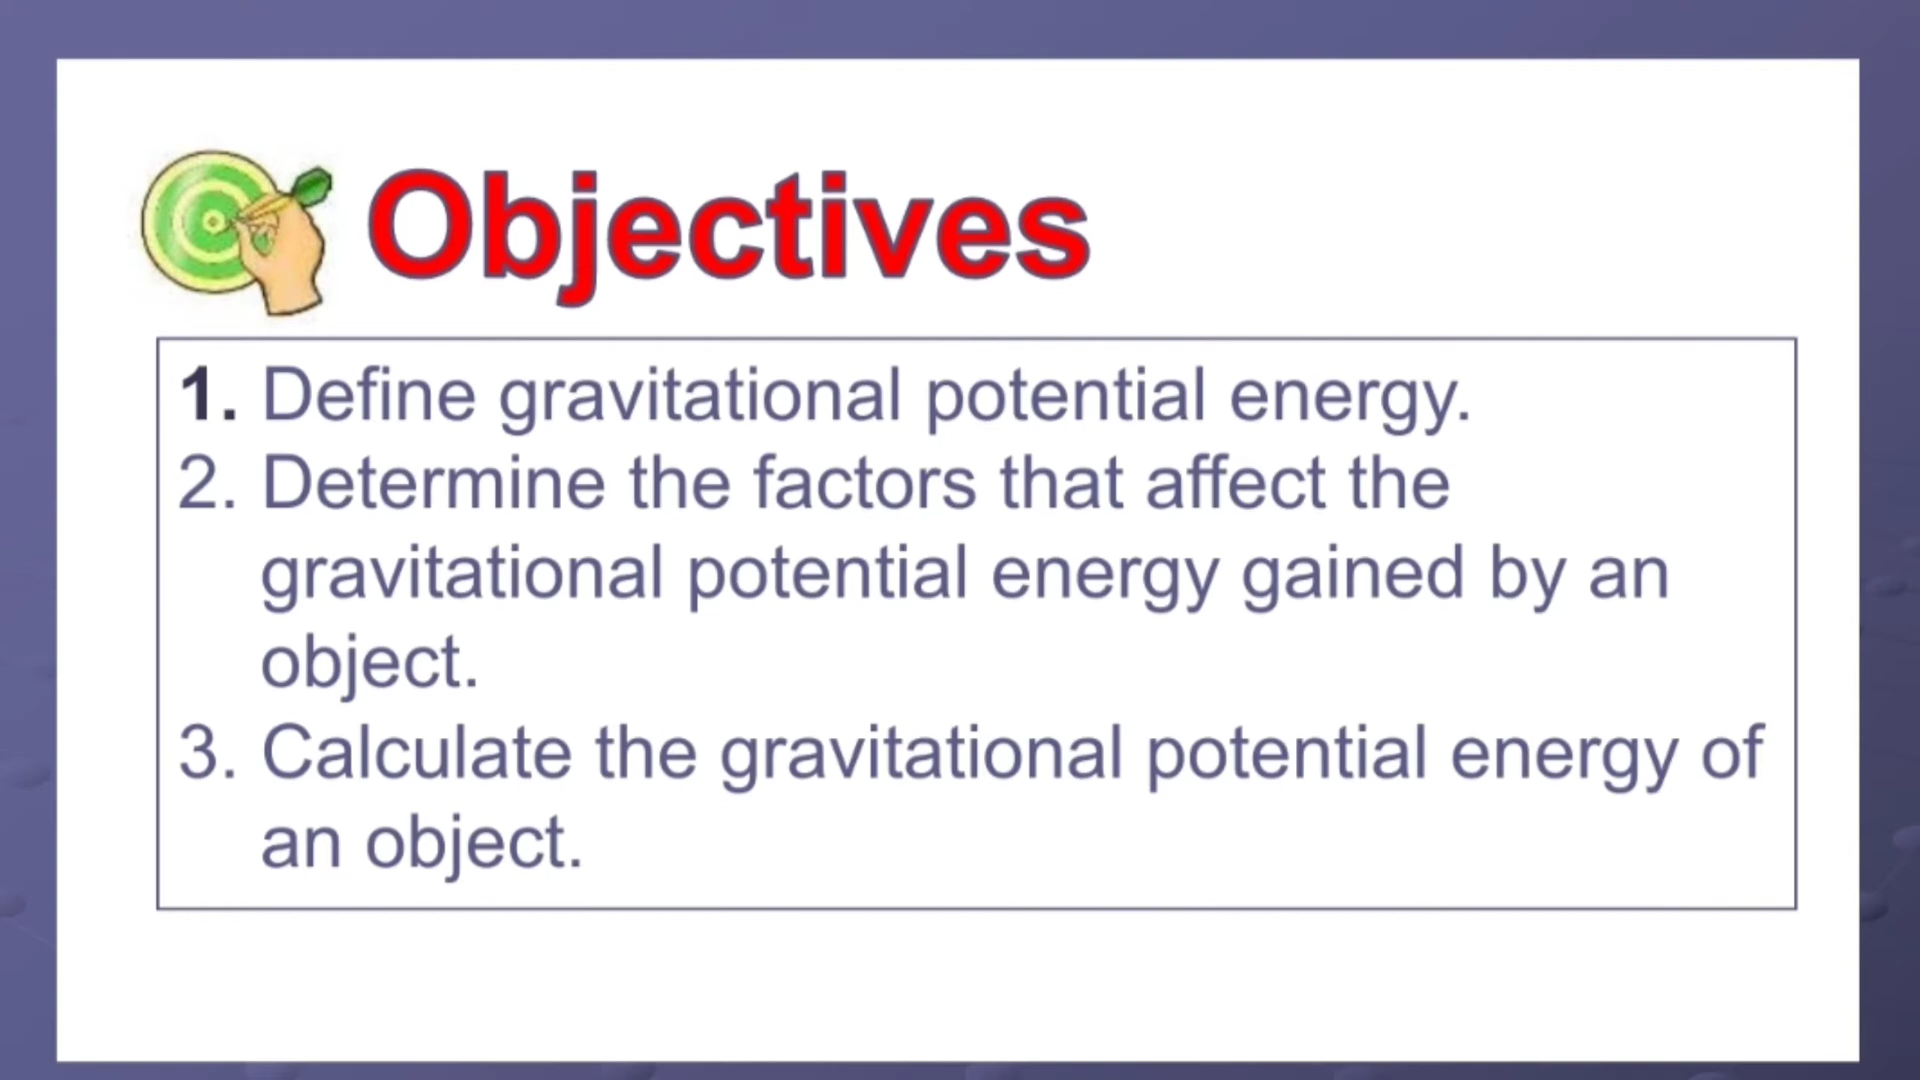 Objectives
1. Define gravitational potential energy.
2. Determine the factors that affect the
gravitational potential energy gained by an
object.
3. Calculate the gravitational potential energy of
an object.